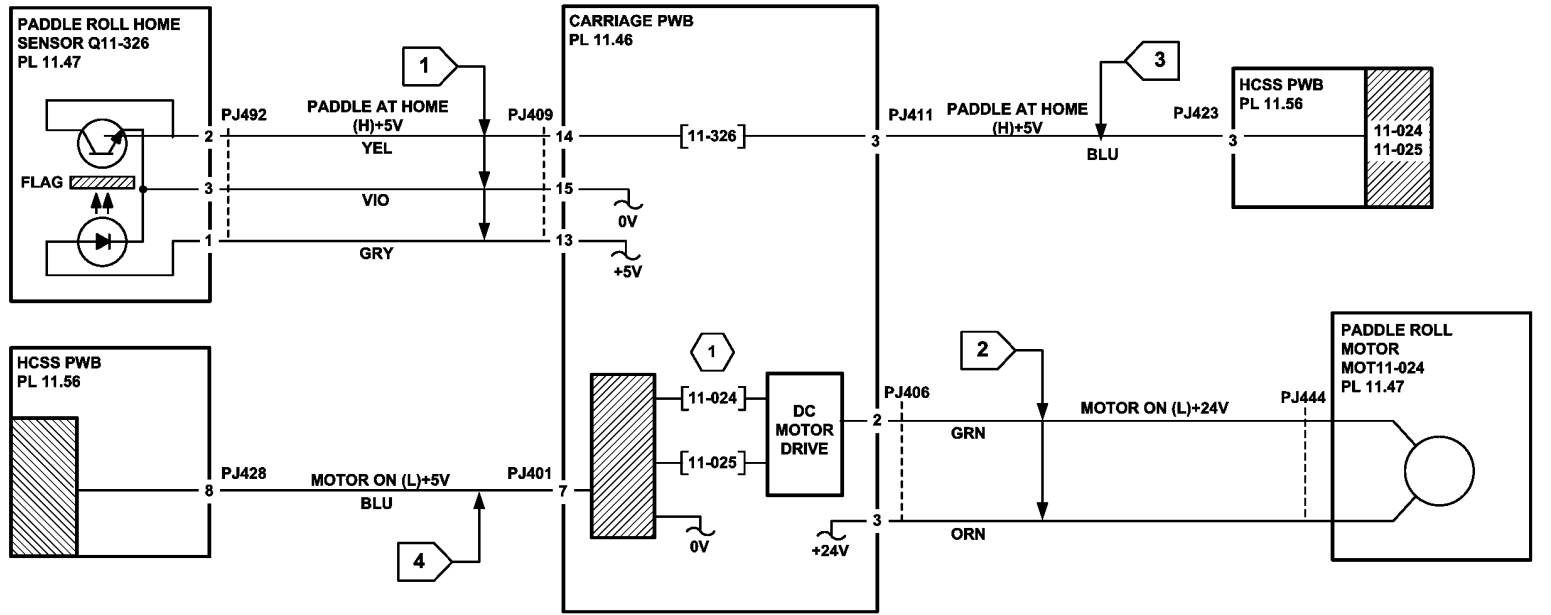 PADDLE ROLL HOME
SENSOR Q11-326
PL 11.47
FLAG
2
3
1
PJ492
PADDLE AT HOME
(H)+5V
YEL
VIO
GRY
1
PJ409
14
15
13
CARRIAGE PWB
PL 11.46
[11-326]
0V
+5V
3
PJ411
PADDLE AT HOME
(H)+5V
BLU
3
PJ423
3
HCSS PWB
PL 11.56
11-024
11-025
HCSS PWB
PL 11.56
8
PJ428
MOTOR ON (L)+5V
BLU
4
PJ401
7
1
[11-024]
[11-025]
0V
DC
MOTOR
DRIVE
+24V
2
3
PJ406
2
GRN
MOTOR ON (L)+24V
ORN
PJ444
PADDLE ROLL
MOTOR
MOT11-024
PL 11.47